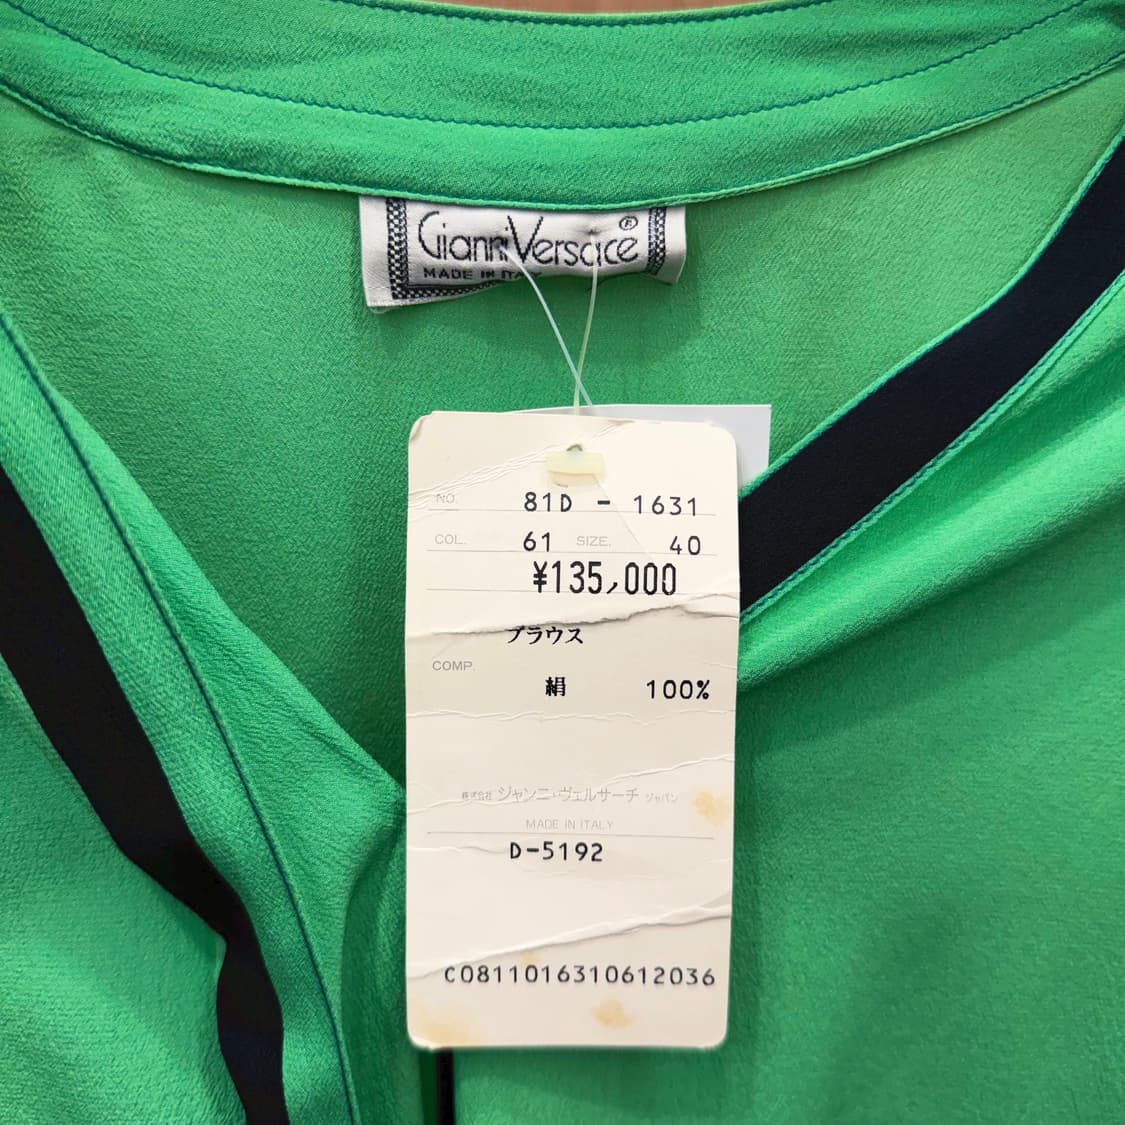 Gianni Versace®
MADE IN ITALY
NO. 81D - 1631
COL. 61 SIZE. 40
¥135,000
ブラウス
COMP.
絹 100%
株式会社 ジャンニ・ヴェルサーチ ジャパン
MADE IN ITALY
D-5192
C0811016310612036